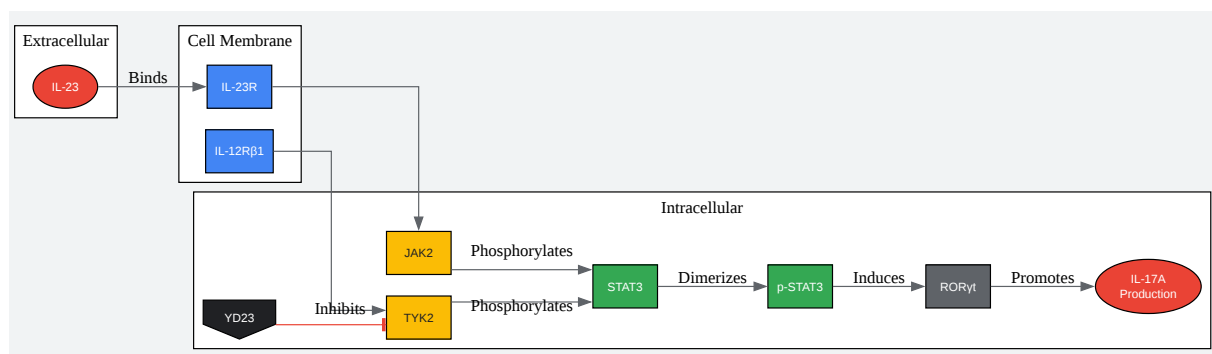 Extracellular
Cell Membrane
IL-23
Binds
IL-23R
IL-12Rβ1
Intracellular
JAK2
Phosphorylates
STAT3
Dimerizes
p-STAT3
Induces
RORγt
Promotes
IL-17A
Production
YD23
Inhibits
TYK2
Phosphorylates